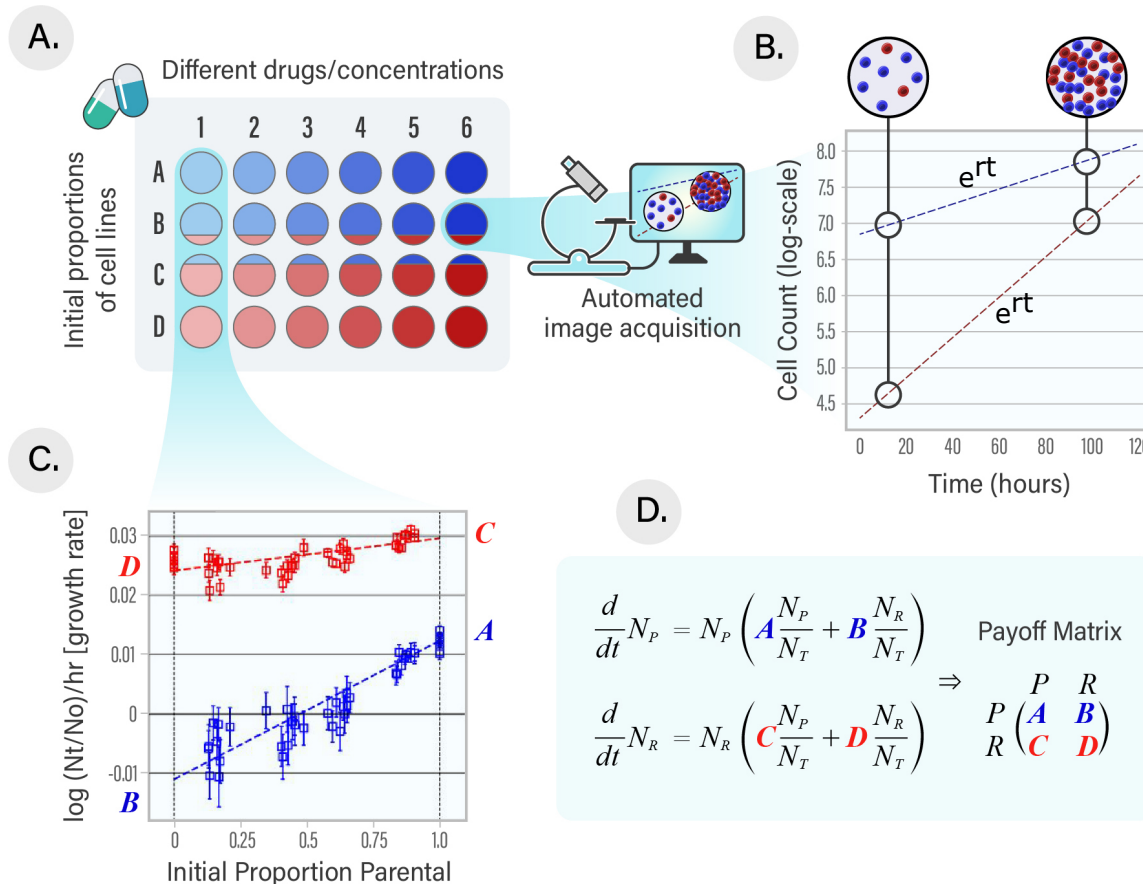 A.
Different drugs/concentrations
1 2 3 4 5 6
A
B
C
D
Initial proportions
of cell lines
Automated
image acquisition
B.
8.0
7.5
7.0
6.5
6.0
5.5
5.0
4.5
Cell Count (log-scale)
e^rt
e^rt
0 20 40 60 80 100 120
Time (hours)
C.
log (Nt/No)/hr [growth rate]
0.03
0.02
0.01
0
-0.01
D
C
A
B
0 0.25 0.5 0.75 1.0
Initial Proportion Parental
D.
d/dt N_P = N_P (A N_P/N_T + B N_R/N_T)
d/dt N_R = N_R (C N_P/N_T + D N_R/N_T)
⇒
Payoff Matrix
P R
P (A B)
R (C D)